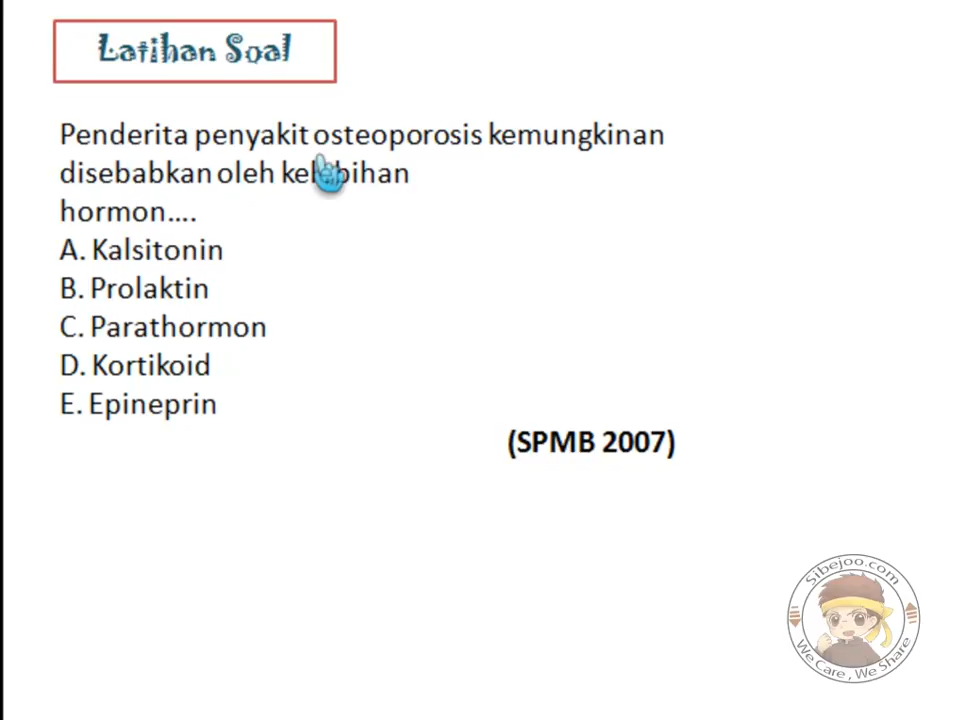 Latihan Soal
Penderita penyakit osteoporosis kemungkinan
disebabkan oleh kelebihan
hormon....
A. Kalsitonin
B. Prolaktin
C. Parathormon
D. Kortikoid
E. Epineprin
(SPMB 2007)
Sibejoo.com
We Care , We Share